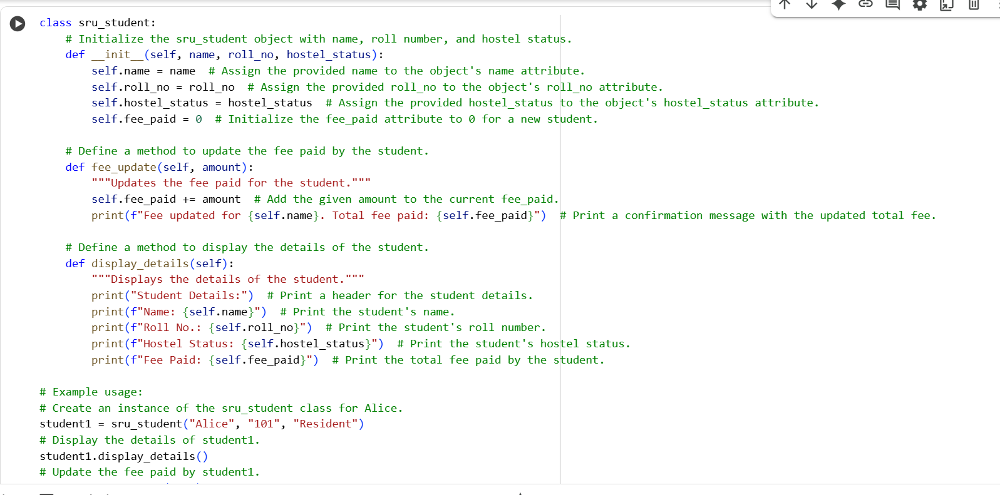 class sru_student:
    # Initialize the sru_student object with name, roll number, and hostel status.
    def __init__(self, name, roll_no, hostel_status):
        self.name = name  # Assign the provided name to the object's name attribute.
        self.roll_no = roll_no  # Assign the provided roll_no to the object's roll_no attribute.
        self.hostel_status = hostel_status  # Assign the provided hostel_status to the object's hostel_status attribute.
        self.fee_paid = 0  # Initialize the fee_paid attribute to 0 for a new student.

    # Define a method to update the fee paid by the student.
    def fee_update(self, amount):
        """Updates the fee paid for the student."""
        self.fee_paid += amount  # Add the given amount to the current fee_paid.
        print(f"Fee updated for {self.name}. Total fee paid: {self.fee_paid}")  # Print a confirmation message with the updated total fee.

    # Define a method to display the details of the student.
    def display_details(self):
        """Displays the details of the student."""
        print("Student Details:")  # Print a header for the student details.
        print(f"Name: {self.name}")  # Print the student's name.
        print(f"Roll No.: {self.roll_no}")  # Print the student's roll number.
        print(f"Hostel Status: {self.hostel_status}")  # Print the student's hostel status.
        print(f"Fee Paid: {self.fee_paid}")  # Print the total fee paid by the student.

# Example usage:
# Create an instance of the sru_student class for Alice.
student1 = sru_student("Alice", "101", "Resident")
# Display the details of student1.
student1.display_details()
# Update the fee paid by student1.